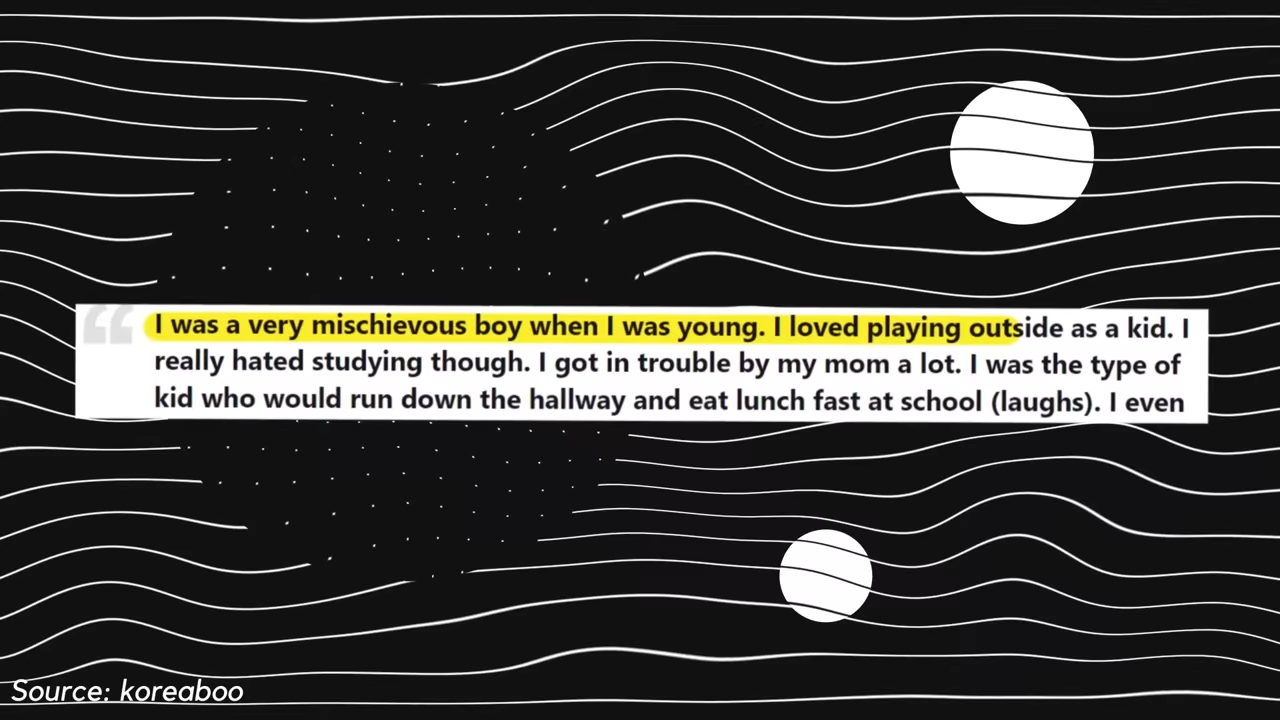 I was a very mischievous boy when I was young. I loved playing outside as a kid. I
really hated studying though. I got in trouble by my mom a lot. I was the type of
kid who would run down the hallway and eat lunch fast at school (laughs). I even
Source: koreaboo